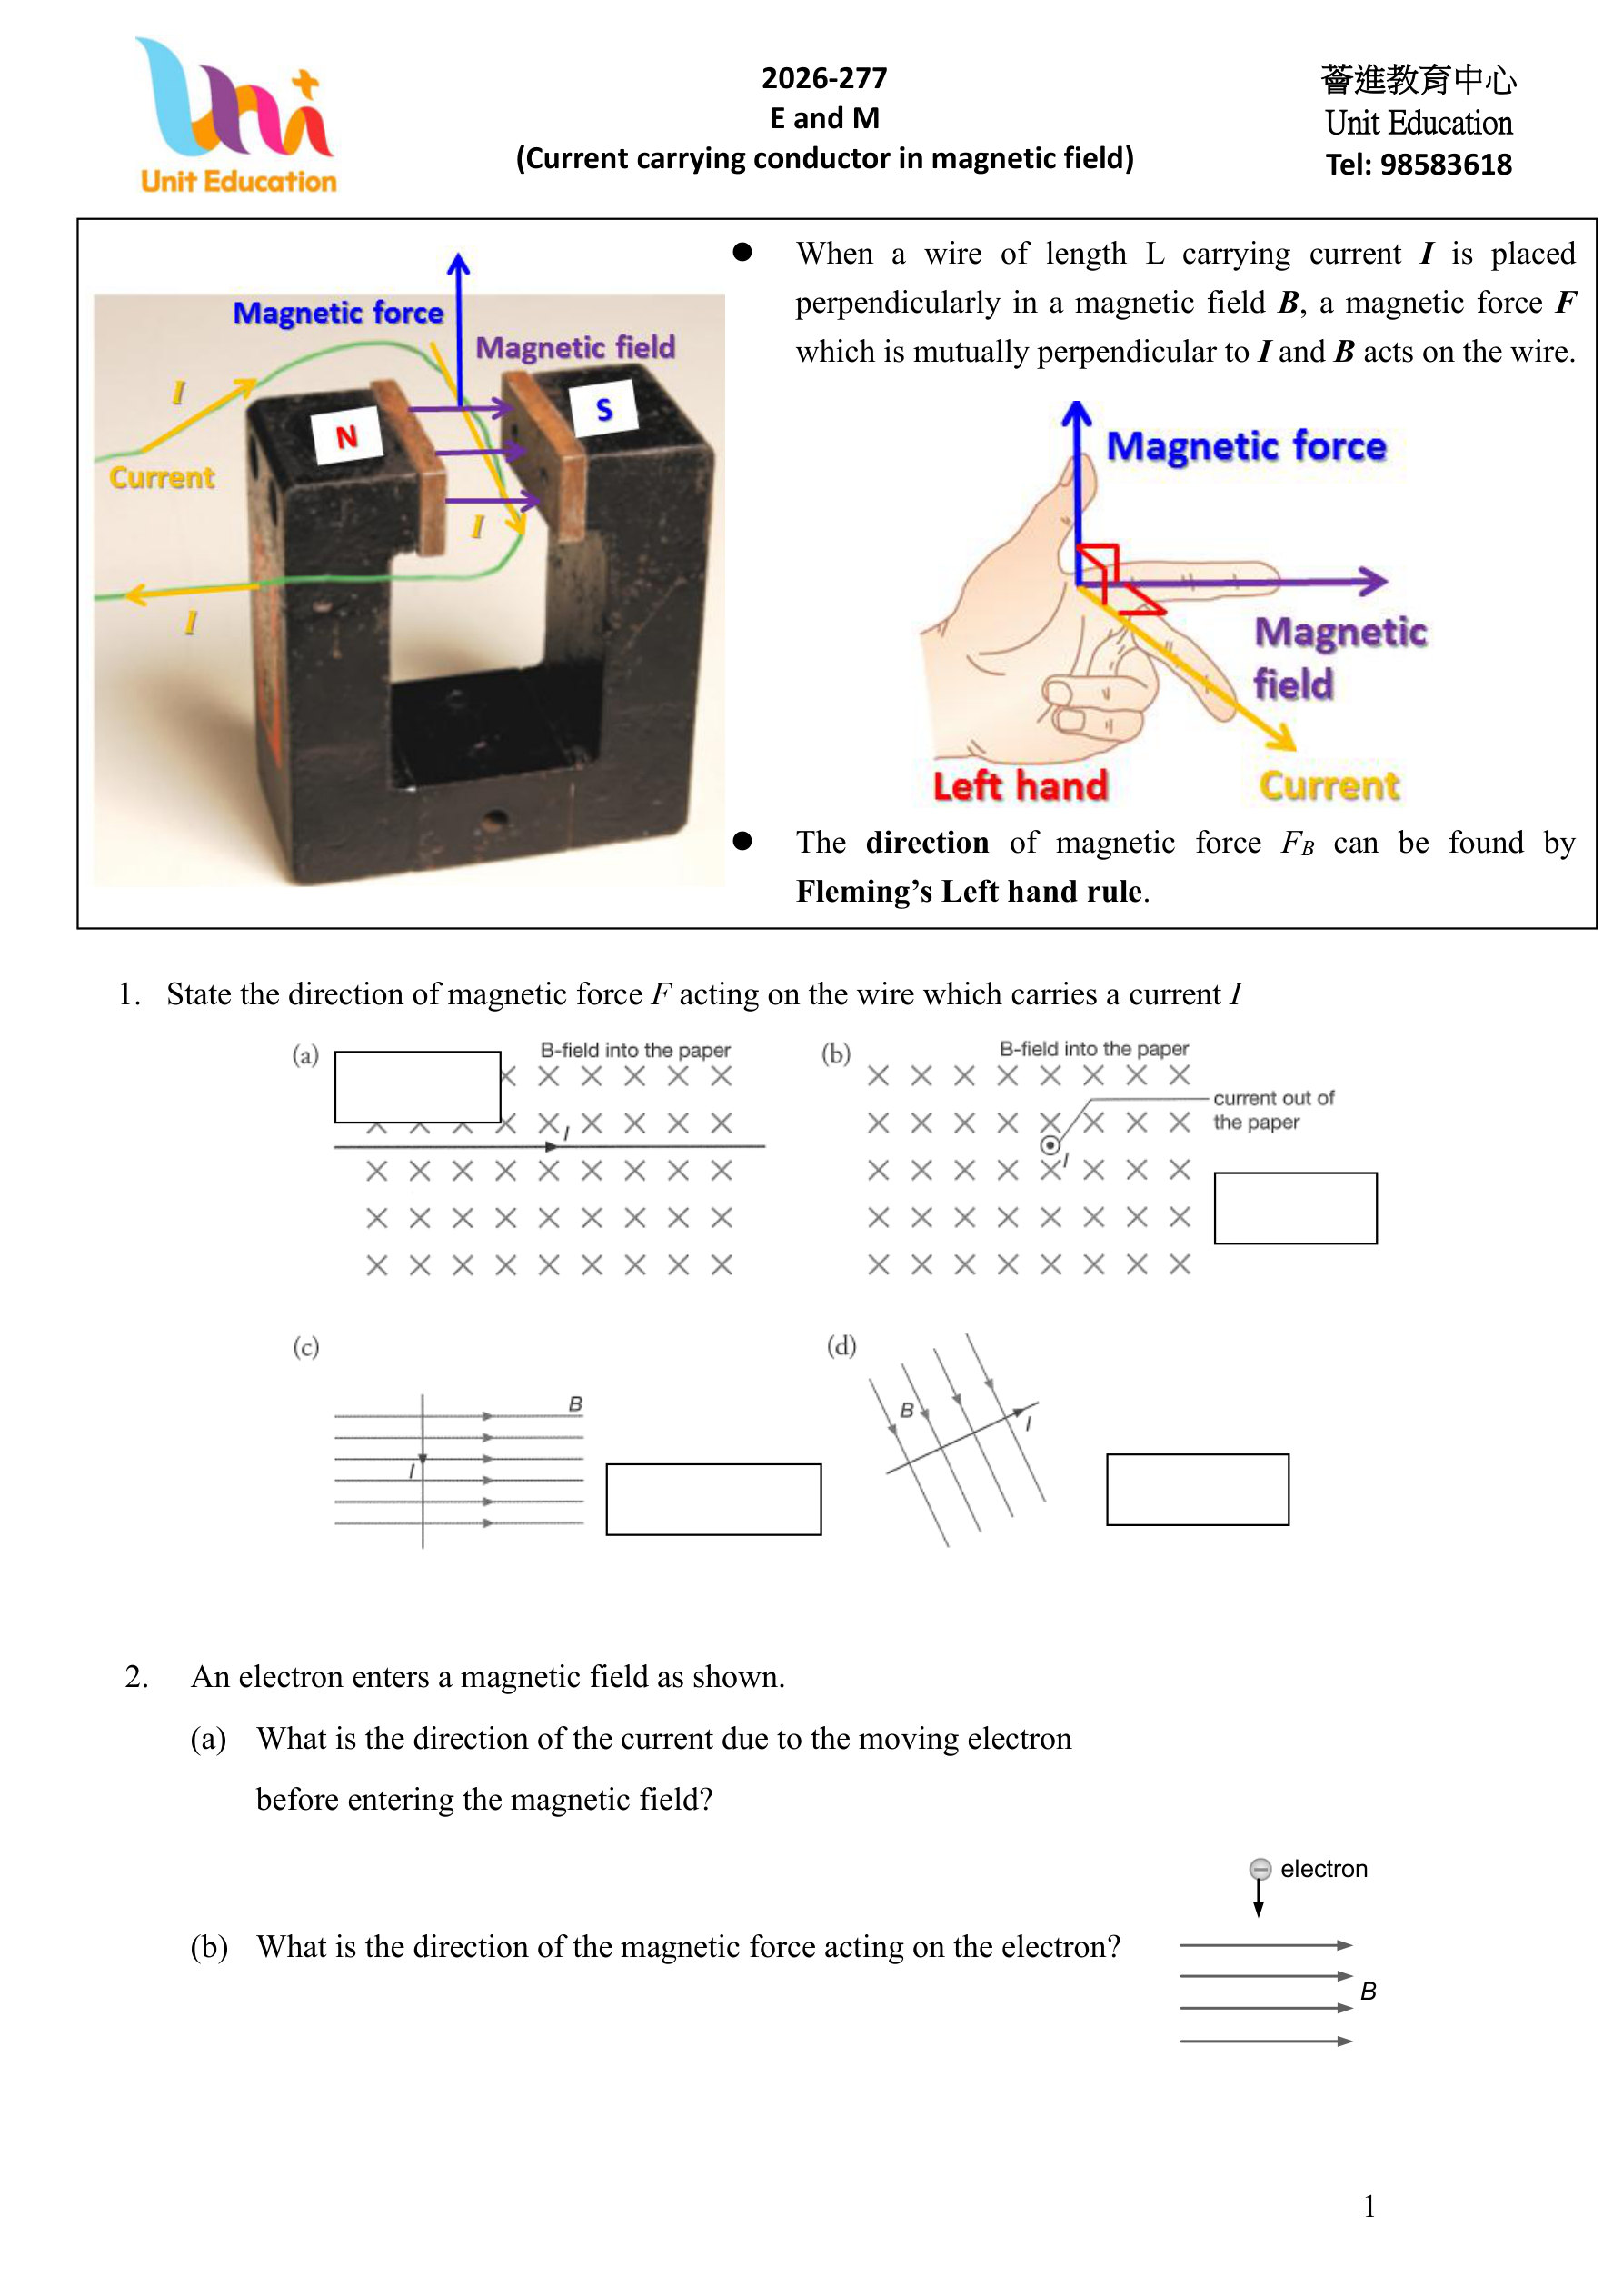 Uni+
Unit Education
2026-277
E and M
(Current carrying conductor in magnetic field)
薈進教育中心
Unit Education
Tel: 98583618
Magnetic force
Magnetic field
I
N
S
Current
I
I
● When a wire of length L carrying current I is placed
perpendicularly in a magnetic field B, a magnetic force F
which is mutually perpendicular to I and B acts on the wire.
Magnetic force
Magnetic
field
Left hand
Current
● The direction of magnetic force FB can be found by
Fleming’s Left hand rule.
1. State the direction of magnetic force F acting on the wire which carries a current I
(a)
B-field into the paper
I
(b)
B-field into the paper
current out of
the paper
I
(c)
B
I
(d)
B
I
2. An electron enters a magnetic field as shown.
(a) What is the direction of the current due to the moving electron
before entering the magnetic field?
electron
(b) What is the direction of the magnetic force acting on the electron?
B
1